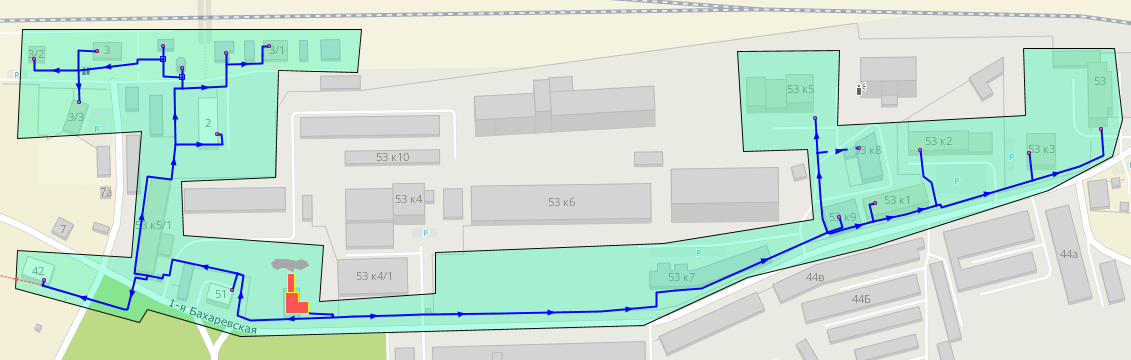 3/2
3
3/1
P
3/3
P
2
53 к5
53
53 к10
53 к8
53 к2
53 к3
P
P
7а
53 к4
53 к6
53 к1
53 к5/1
7
P
53 к9
P
44а
42
53 к4/1
53 к7
44в
51
44Б
1-я Бахаревская